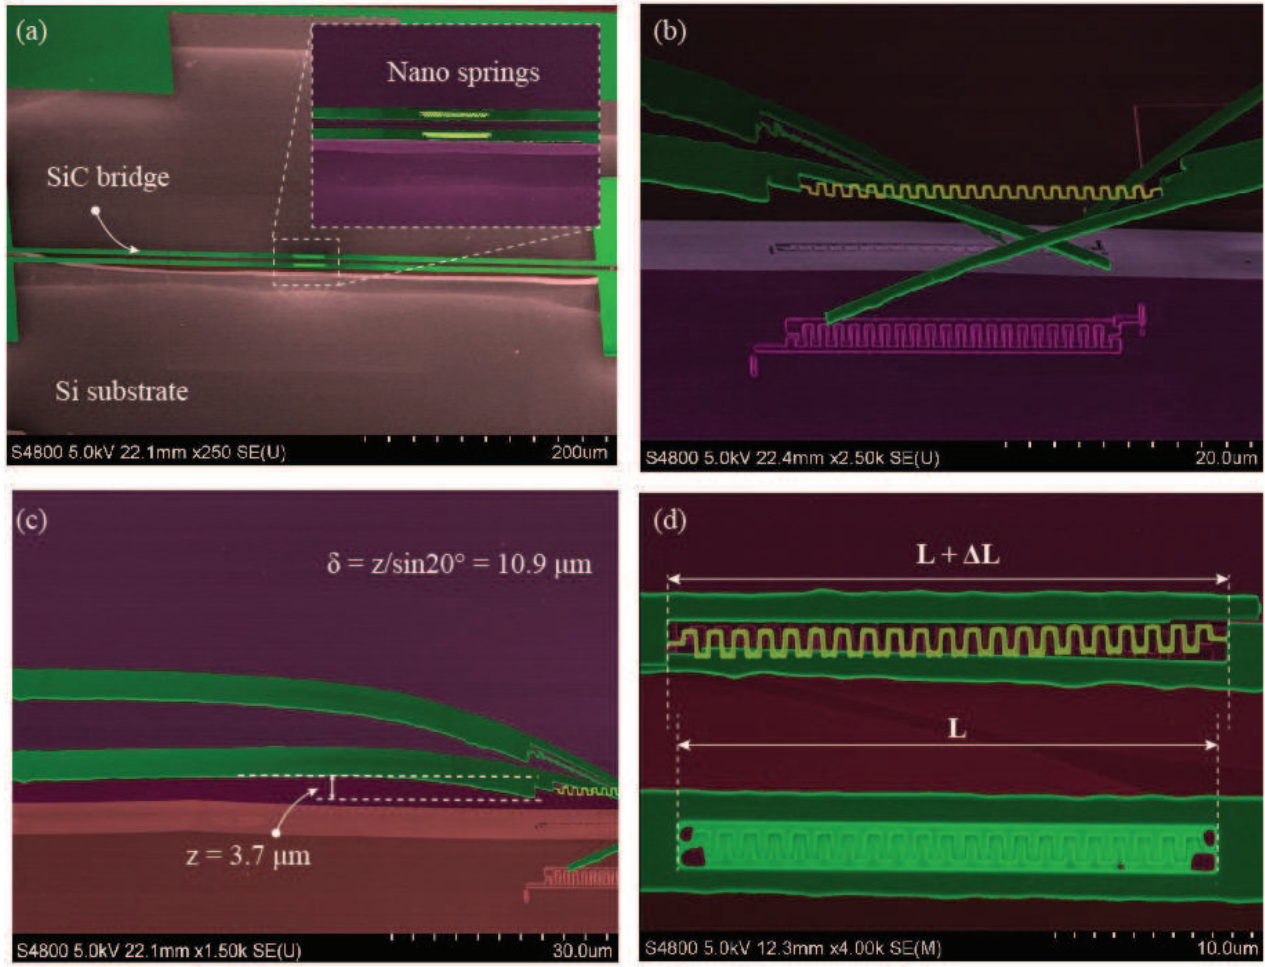 (a)
Nano springs
SiC bridge
Si substrate
S4800 5.0kV 22.1mm x250 SE(U)
200um
(b)
S4800 5.0kV 22.4mm x2.50k SE(U)
20.0um
(c)
δ = z/sin20° = 10.9 μm
z = 3.7 μm
S4800 5.0kV 22.1mm x1.50k SE(U)
30.0um
(d)
L + ΔL
L
S4800 5.0kV 12.3mm x4.00k SE(M)
10.0um